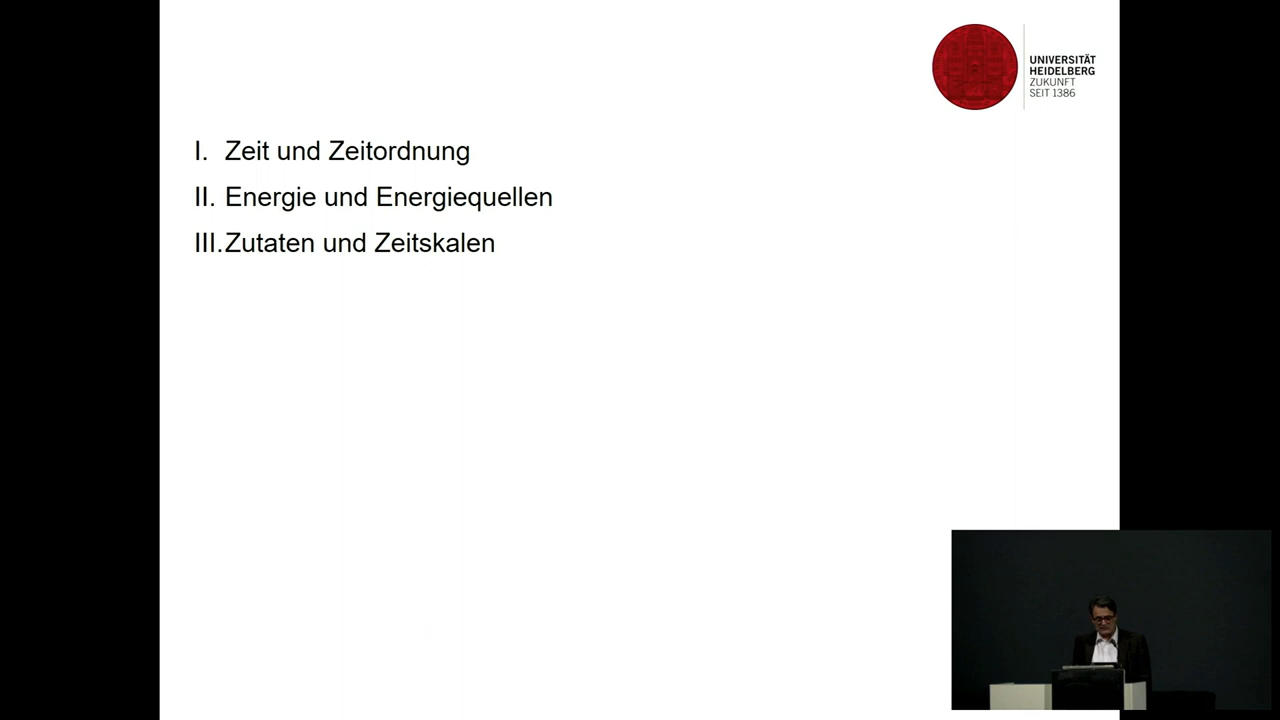 UNIVERSITÄT
HEIDELBERG
ZUKUNFT
SEIT 1386
I. Zeit und Zeitordnung
II. Energie und Energiequellen
III. Zutaten und Zeitskalen